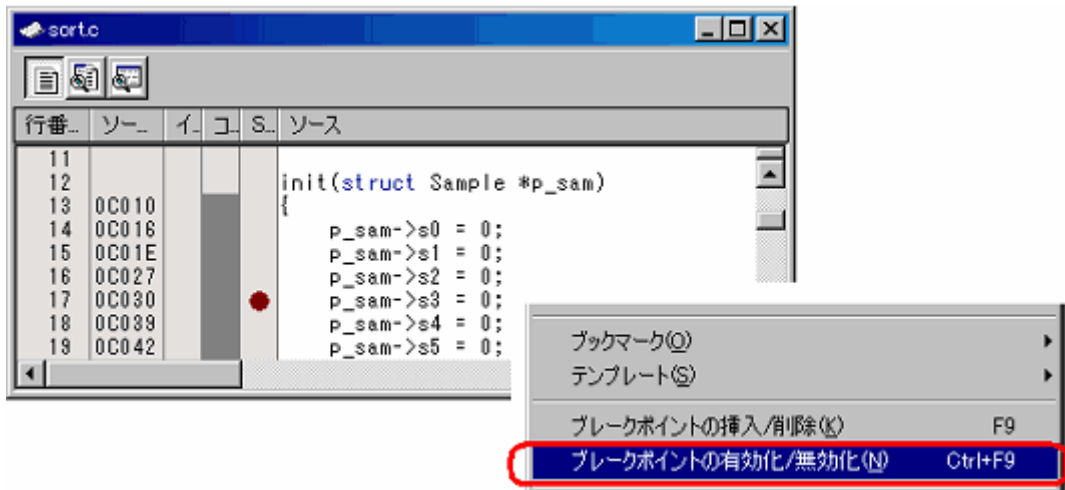 sort.c
行番... ソー... イ.. コ.. S... ソース
11
12 init(struct Sample *p_sam)
13 0C010 {
14 0C016 p_sam->s0 = 0;
15 0C01E p_sam->s1 = 0;
16 0C027 p_sam->s2 = 0;
17 0C030 p_sam->s3 = 0;
18 0C039 p_sam->s4 = 0;
19 0C042 p_sam->s5 = 0;
ブックマーク(O)
テンプレート(S)
ブレークポイントの挿入/削除(K) F9
ブレークポイントの有効化/無効化(N) Ctrl+F9